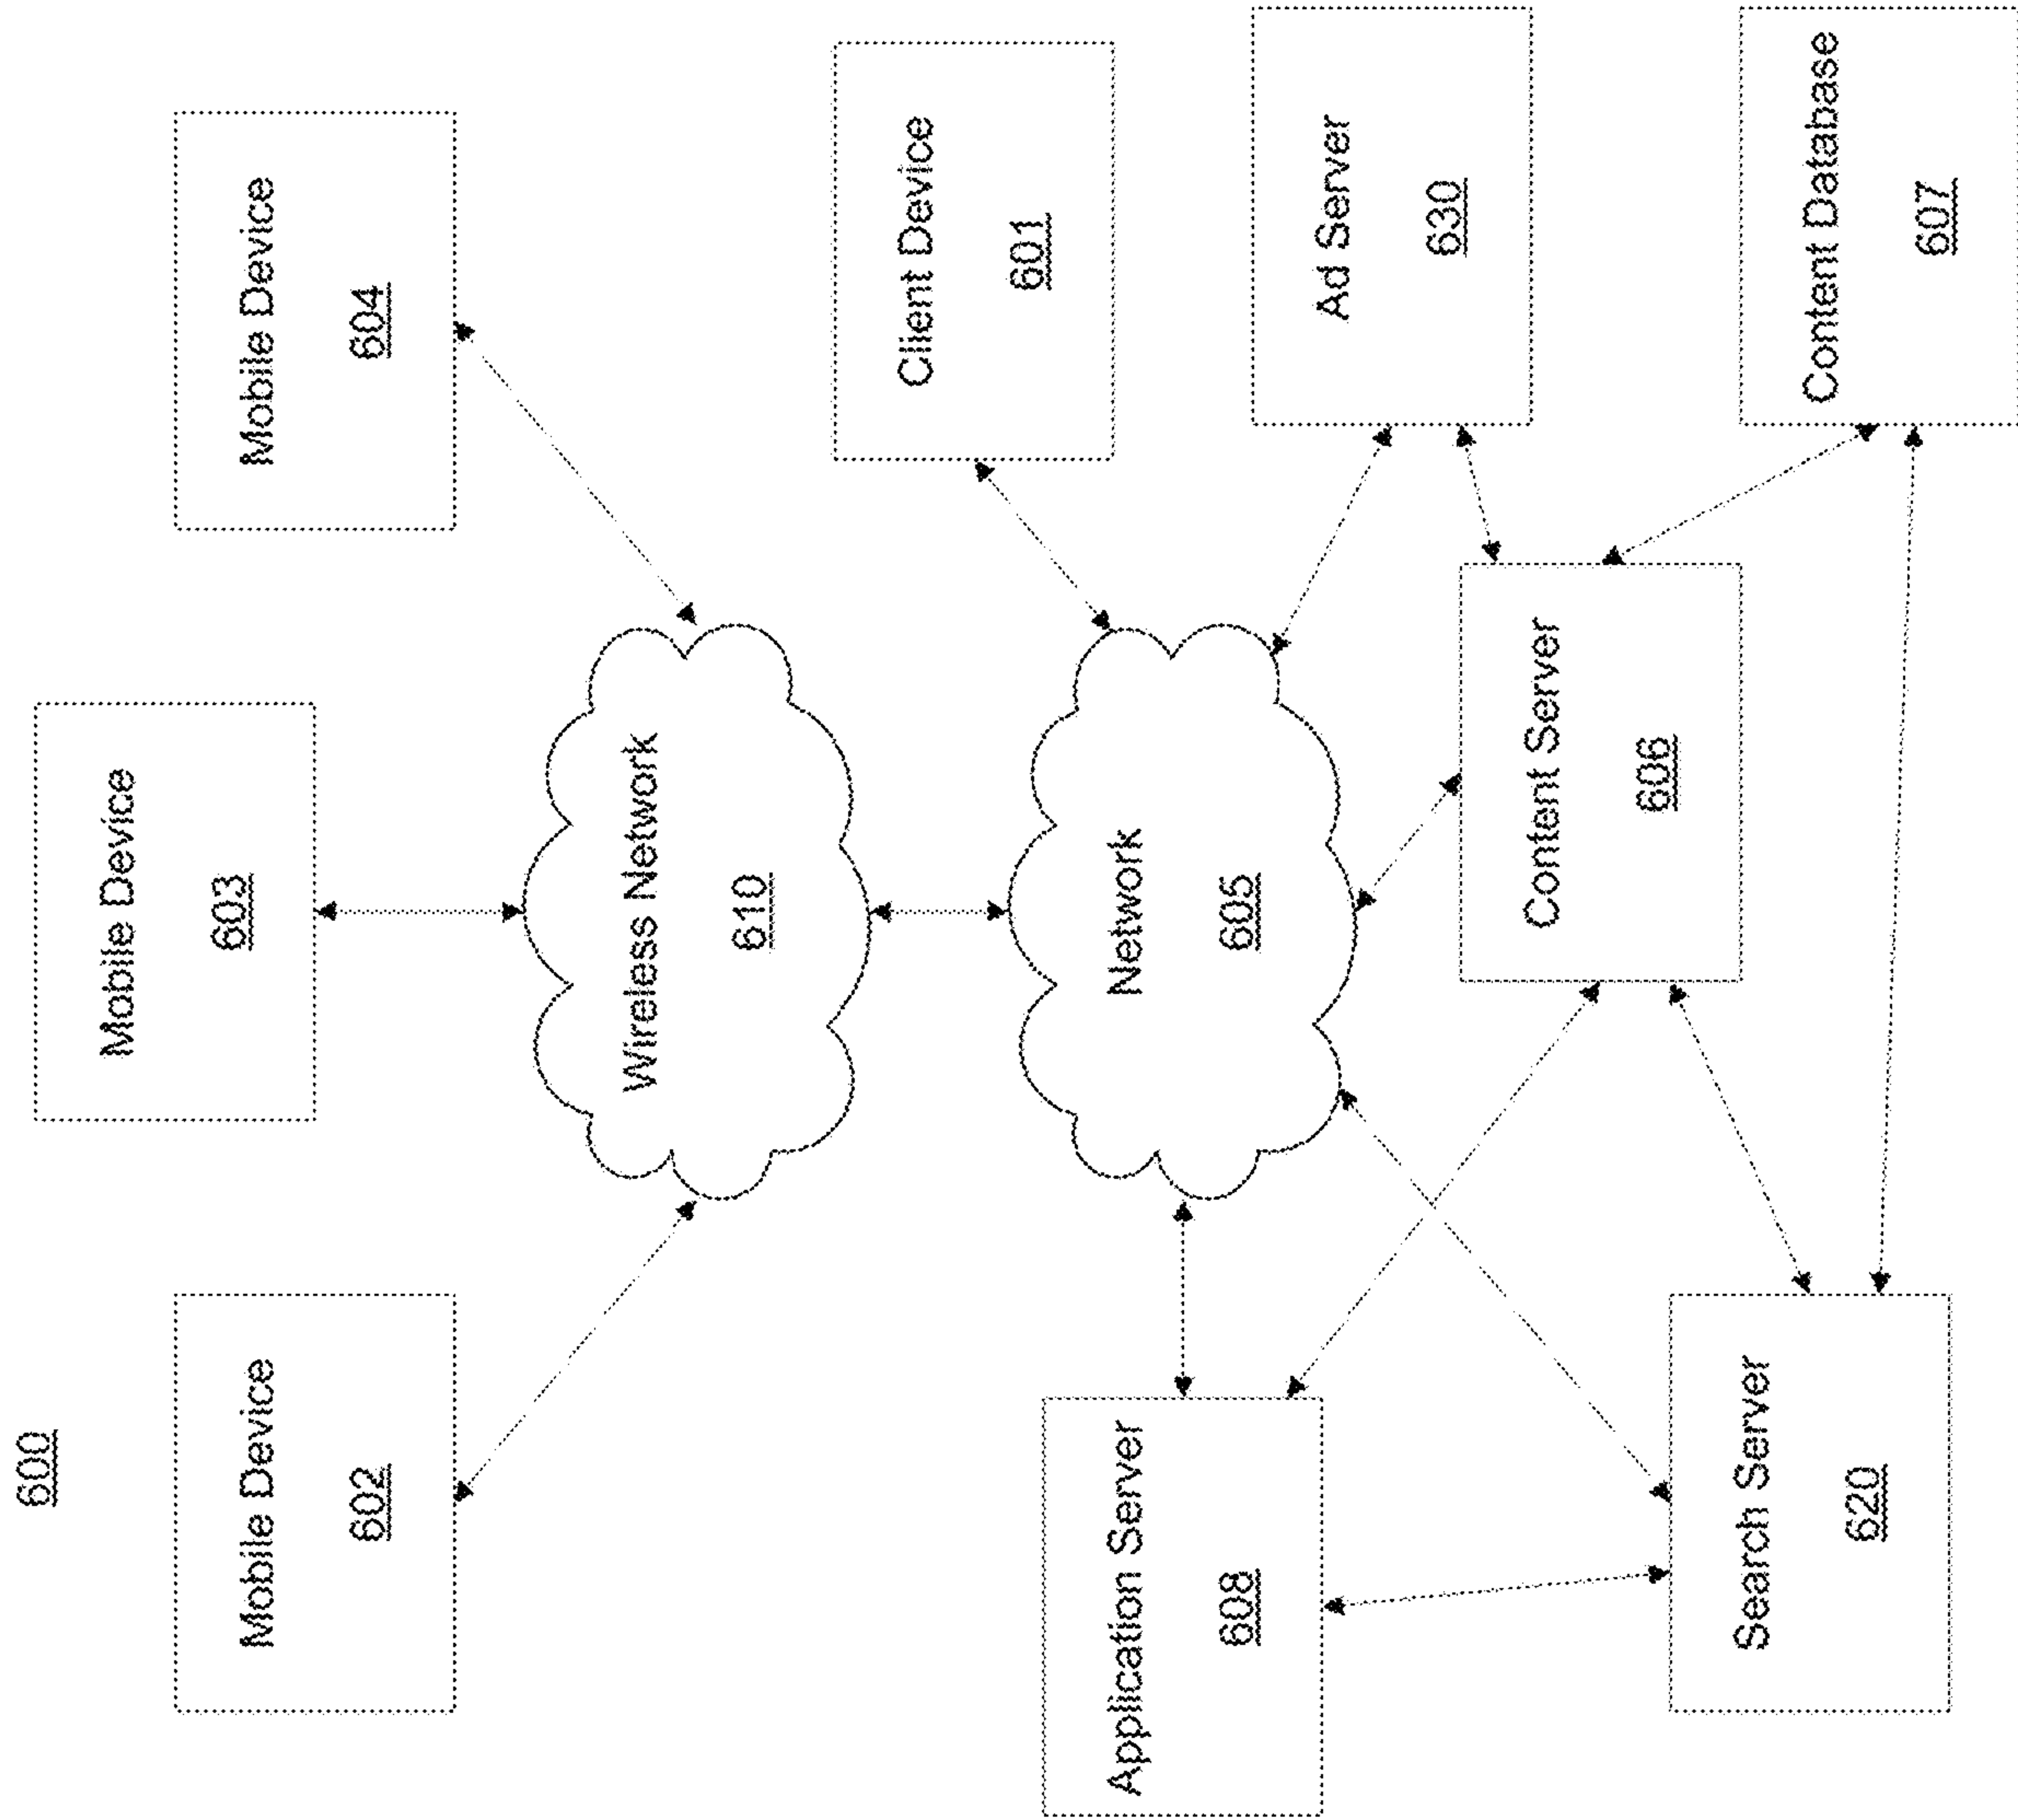 600
Mobile Device
602
Mobile Device
603
Mobile Device
604
Wireless Network
610
Client Device
601
Network
605
Application Server
608
Ad Server
630
Content Server
606
Search Server
620
Content Database
607